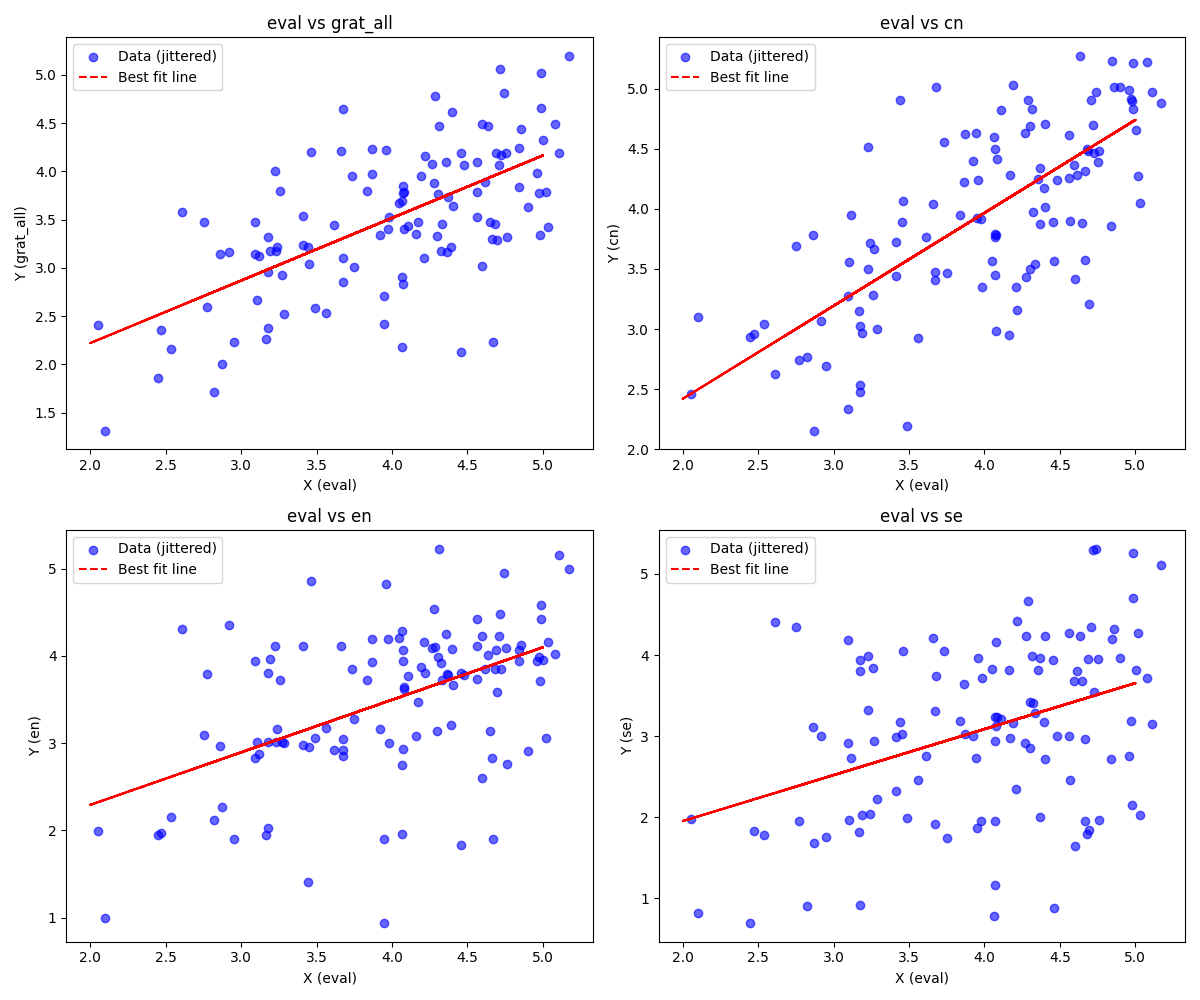 eval vs grat_all
Data (jittered)
Best fit line
Y (grat_all)
5.0
4.5
4.0
3.5
3.0
2.5
2.0
1.5
2.0 2.5 3.0 3.5 4.0 4.5 5.0
X (eval)
eval vs cn
Data (jittered)
Best fit line
Y (cn)
5.0
4.5
4.0
3.5
3.0
2.5
2.0
2.0 2.5 3.0 3.5 4.0 4.5 5.0
X (eval)
eval vs en
Data (jittered)
Best fit line
Y (en)
5
4
3
2
1
2.0 2.5 3.0 3.5 4.0 4.5 5.0
X (eval)
eval vs se
Data (jittered)
Best fit line
Y (se)
5
4
3
2
1
2.0 2.5 3.0 3.5 4.0 4.5 5.0
X (eval)